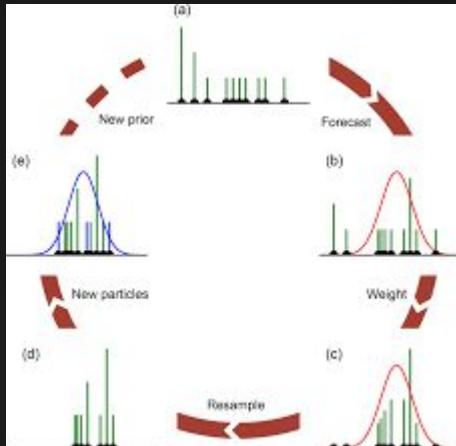 (a)
New prior
Forecast
(e)
(b)
New particles
Weight
(d)
(c)
Resample